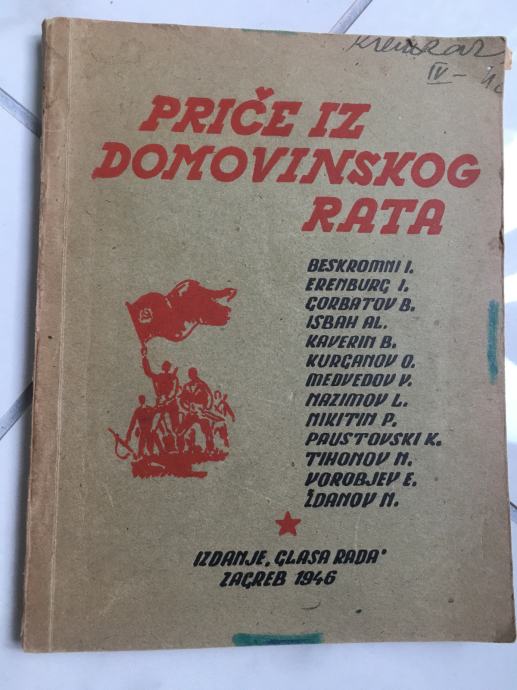 IV -
PRIČE IZ
DOMOVINSKOG
RATA
BESKROMNI I.
ERENBURG I.
GORBATOV B.
ISBAH AL.
KAVERIN B.
KURGANOV O.
MEDVEDOV V.
NAZIMOV L.
NIKITIN P.
PAUSTOVSKI K.
TIHONOV N.
VOROBJEV E.
ŽDANOV N.
IZDANJE „GLASA RADA"
ZAGREB 1946